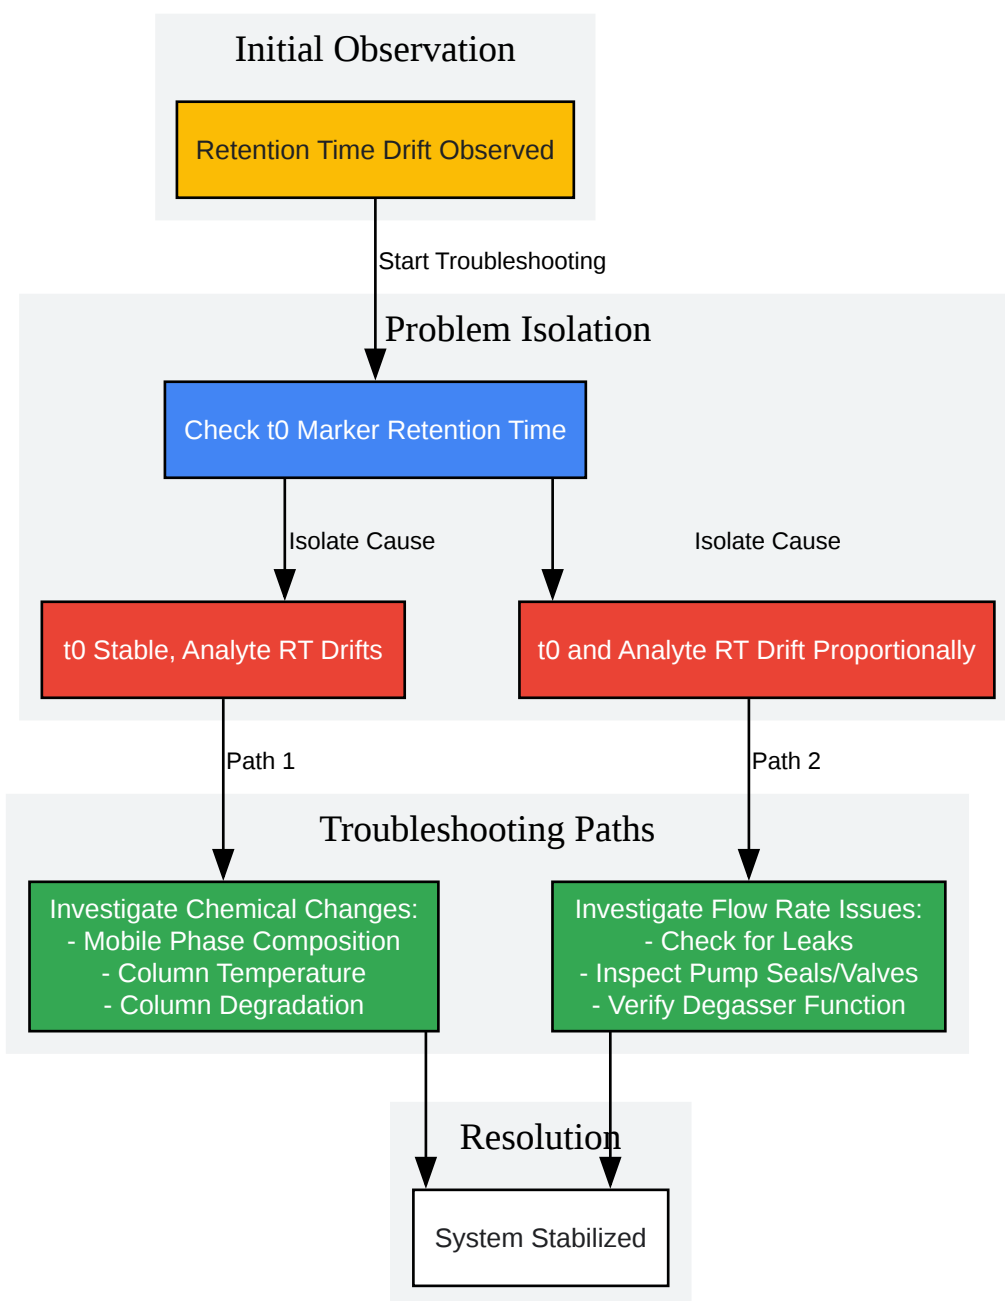 Initial Observation
Retention Time Drift Observed
Start Troubleshooting
Problem Isolation
Check t0 Marker Retention Time
Isolate Cause
Isolate Cause
t0 Stable, Analyte RT Drifts
t0 and Analyte RT Drift Proportionally
Path 1
Path 2
Troubleshooting Paths
Investigate Chemical Changes:
- Mobile Phase Composition
- Column Temperature
- Column Degradation
Investigate Flow Rate Issues:
- Check for Leaks
- Inspect Pump Seals/Valves
- Verify Degasser Function
Resolution
System Stabilized